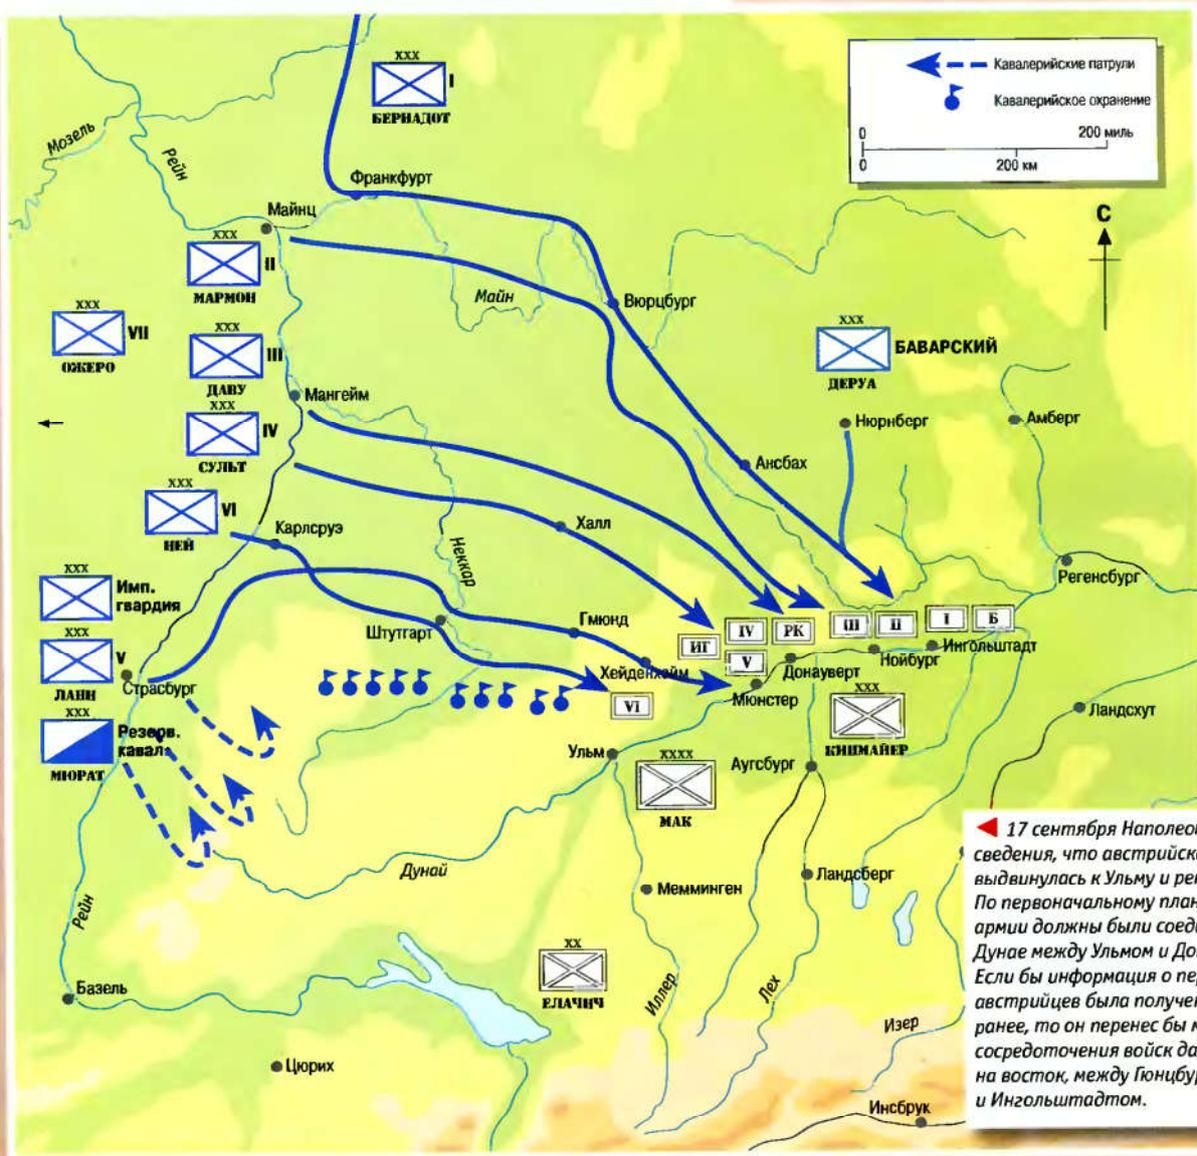 XXX
I
БЕРНАДОТ
Кавалерийские патрули
Кавалерийское охранение
0
200 миль
0
200 км
С
Мозель
Рейн
Франкфурт
Майнц
XXX
II
МАРМОН
Майн
Вюрцбург
XXX
VII
ОЖЕРО
XXX
III
ДАВУ
XXX
БАВАРСКИЙ
ДЕРУА
Мангейм
XXX
IV
СУЛЬТ
Нюрнберг
Амберг
Ансбах
XXX
VI
НЕЙ
Карлсруэ
Халл
Неккар
Регенсбург
XXX
Имп.
гвардия
Штутгарт
Гмюнд
ИГ
IV
РК
III
II
I
Б
V
XXX
V
ЛАНН
Страсбург
Хейденхейм
Донауверт
Нойбург
Ингольштадт
Мюнстер
VI
XXX
Резерв.
кавал.
МЮРАТ
XXX
КИНМАЙЕР
Ландсхут
Ульм
XXXX
МАК
Аугсбург
Дунай
Мемминген
Ландсберг
Рейн
Базель
XX
ЕЛАЧИЧ
Иллер
Лех
Изер
Цюрих
Инсбрук
17 сентября Наполео
сведения, что австрийск
выдвинулась к Ульму и ре
По первоначальному план
армии должны были соед
Дунае между Ульмом и До
Если бы информация о пе
австрийцев была получе
ранее, то он перенес бы
сосредоточения войск да
на восток, между Гюнцбу
и Ингольштадтом.